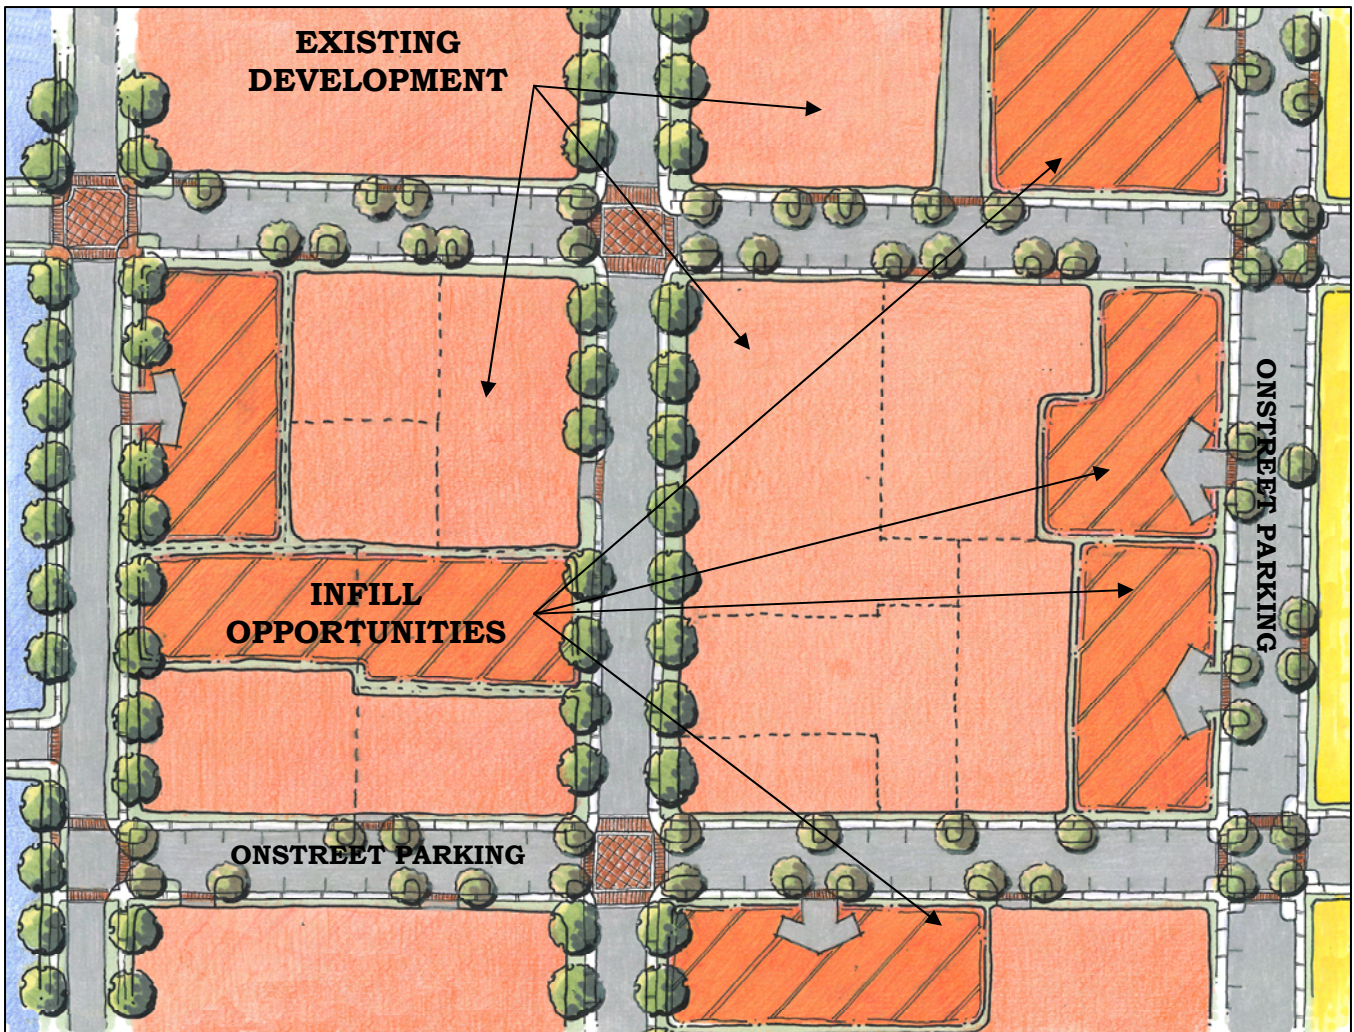 EXISTING
DEVELOPMENT
ONSTREET PARKING
INFILL
OPPORTUNITIES
ONSTREET PARKING